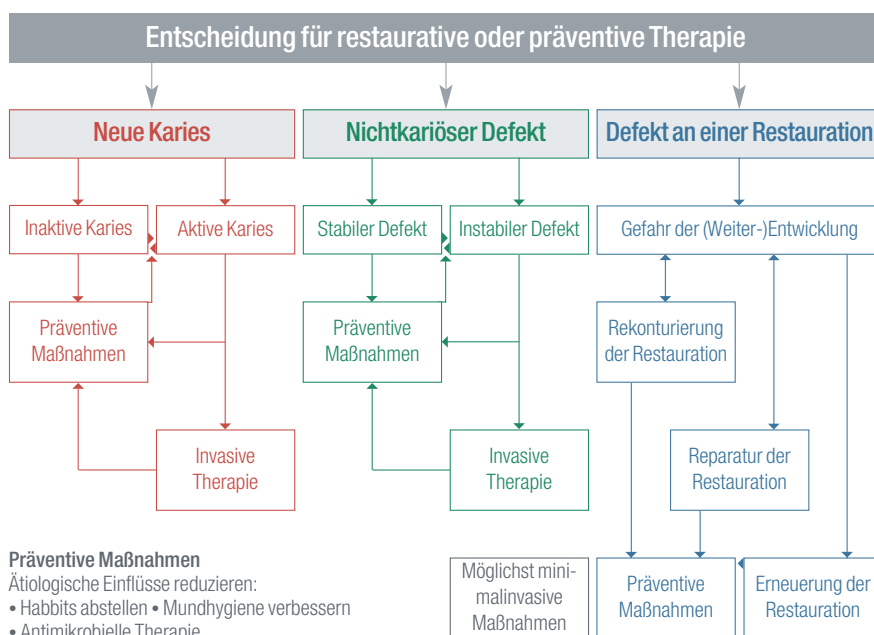 Entscheidung für restaurative oder präventive Therapie
Neue Karies
Nichtkariöser Defekt
Defekt an einer Restauration
Inaktive Karies
Aktive Karies
Stabiler Defekt
Instabiler Defekt
Gefahr der (Weiter-)Entwicklung
Präventive
Maßnahmen
Präventive
Maßnahmen
Rekonturierung
der Restauration
Invasive
Therapie
Invasive
Therapie
Reparatur der
Restauration
Präventive Maßnahmen
Ätiologische Einflüsse reduzieren:
• Habbits abstellen • Mundhygiene verbessern
• Antimikrobielle Therapie
Möglichst mini-
malinvasive
Maßnahmen
Präventive
Maßnahmen
Erneuerung der
Restauration